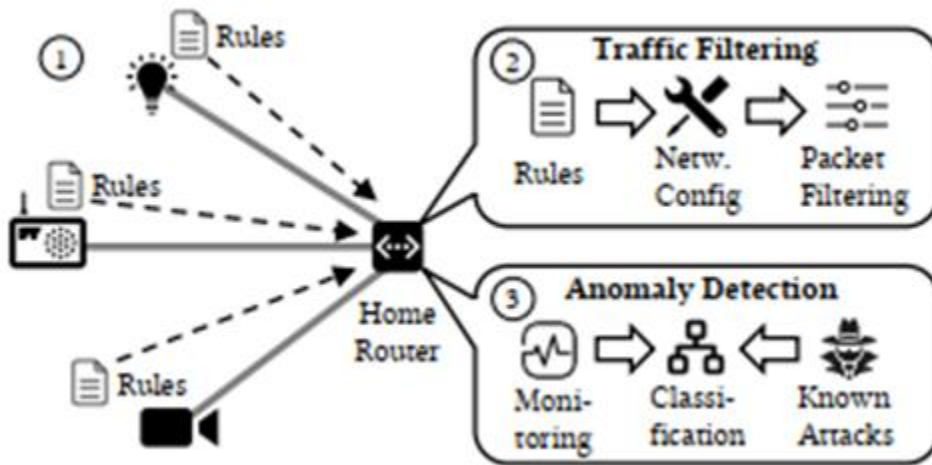 1
Rules
Rules
Rules
Home
Router
2
Traffic Filtering
Rules
Netw.
Config
Packet
Filtering
3
Anomaly Detection
Moni-
toring
Classi-
fication
Known
Attacks